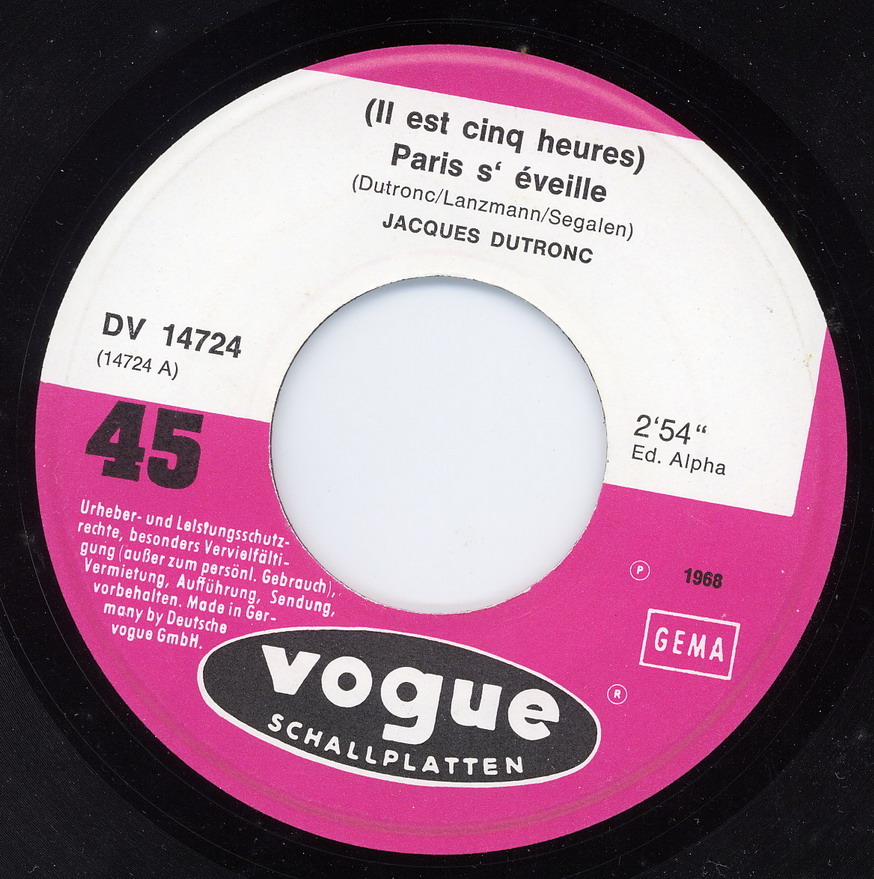 (Il est cinq heures)
Paris s‘ éveille
(Dutronc/Lanzmann/Segalen)
JACQUES DUTRONC
DV 14724
(14724 A)
45
2‘54“
Ed. Alpha
Urheber- und Leistungsschutz-
rechte, besonders Vervielfälti-
gung (außer zum persönl. Gebrauch),
Vermietung, Aufführung, Sendung,
vorbehalten. Made in Ger-
many by Deutsche
vogue GmbH.
P 1968
GEMA
R
vogue
SCHALLPLATTEN